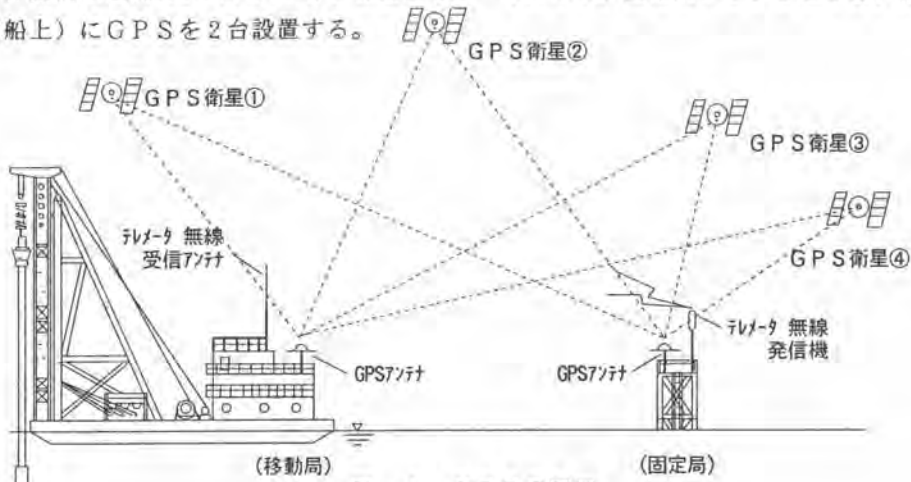 船上）にＧＰＳを２台設置する。
ＧＰＳ衛星②
ＧＰＳ衛星①
ＧＰＳ衛星③
ﾃﾚﾒｰﾀ 無線
受信ｱﾝﾃﾅ
ＧＰＳ衛星④
ﾃﾚﾒｰﾀ 無線
発信機
GPSｱﾝﾃﾅ
GPSｱﾝﾃﾅ
(移動局)
(固定局)